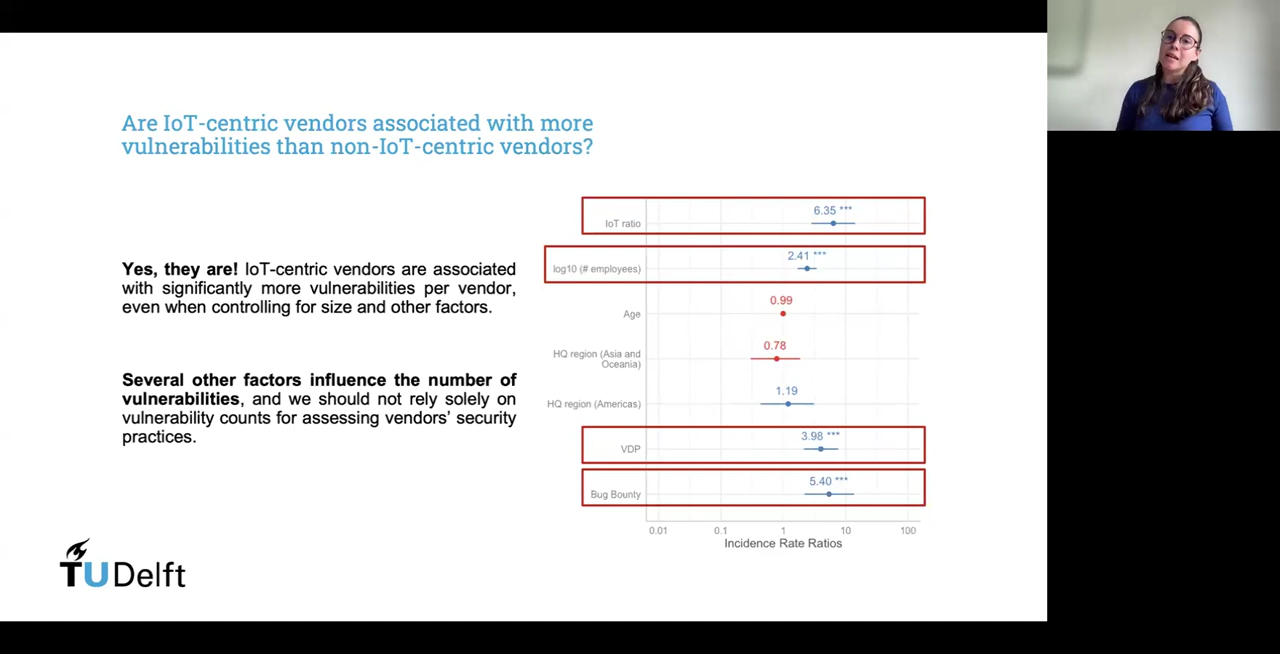 Are IoT-centric vendors associated with more
vulnerabilities than non-IoT-centric vendors?
Yes, they are! IoT-centric vendors are associated
with significantly more vulnerabilities per vendor,
even when controlling for size and other factors.
Several other factors influence the number of
vulnerabilities, and we should not rely solely on
vulnerability counts for assessing vendors' security
practices.
6.35 ***
IoT ratio
2.41 ***
log10 (# employees)
0.99
Age
0.78
HQ region (Asia and
Oceania)
1.19
HQ region (Americas)
3.98 ***
VDP
5.40 ***
Bug Bounty
0.01 0.1 1 10 100
Incidence Rate Ratios
TUDelft